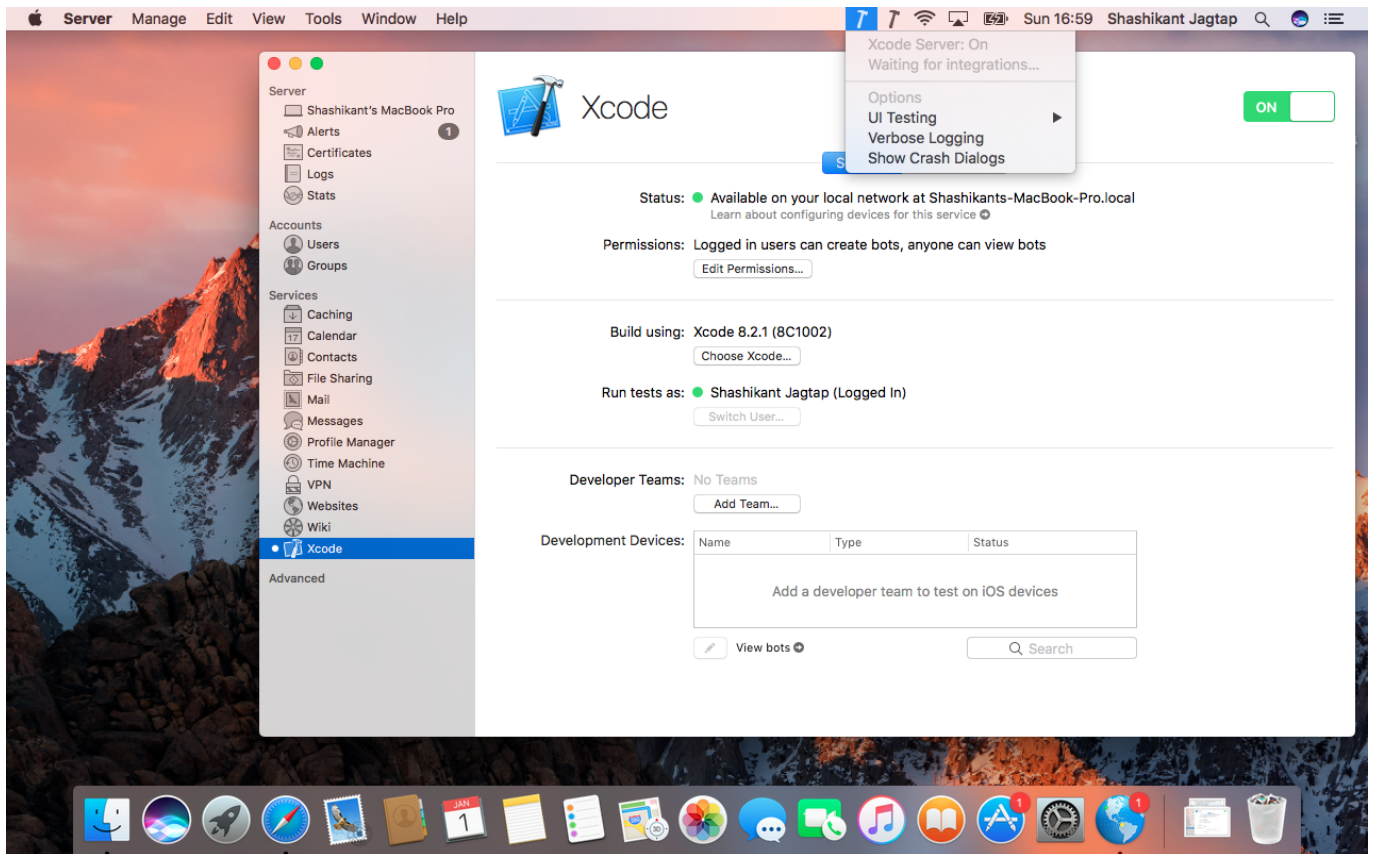 Server Manage Edit View Tools Window Help Sun 16:59 Shashikant Jagtap
Xcode Server: On
Waiting for integrations...
Options
UI Testing
Verbose Logging
Show Crash Dialogs
Server
Shashikant's MacBook Pro
Alerts 1
Certificates
Logs
Stats
Accounts
Users
Groups
Services
Caching
17 Calendar
Contacts
File Sharing
Mail
Messages
Profile Manager
Time Machine
VPN
Websites
Wiki
Xcode
Advanced
Xcode
ON
Status: Available on your local network at Shashikants-MacBook-Pro.local
Learn about configuring devices for this service
Permissions: Logged in users can create bots, anyone can view bots
Edit Permissions...
Build using: Xcode 8.2.1 (8C1002)
Choose Xcode...
Run tests as: Shashikant Jagtap (Logged In)
Switch User...
Developer Teams: No Teams
Add Team...
Development Devices: Name Type Status
Add a developer team to test on iOS devices
View bots Search
JAN
1
3D
1
1